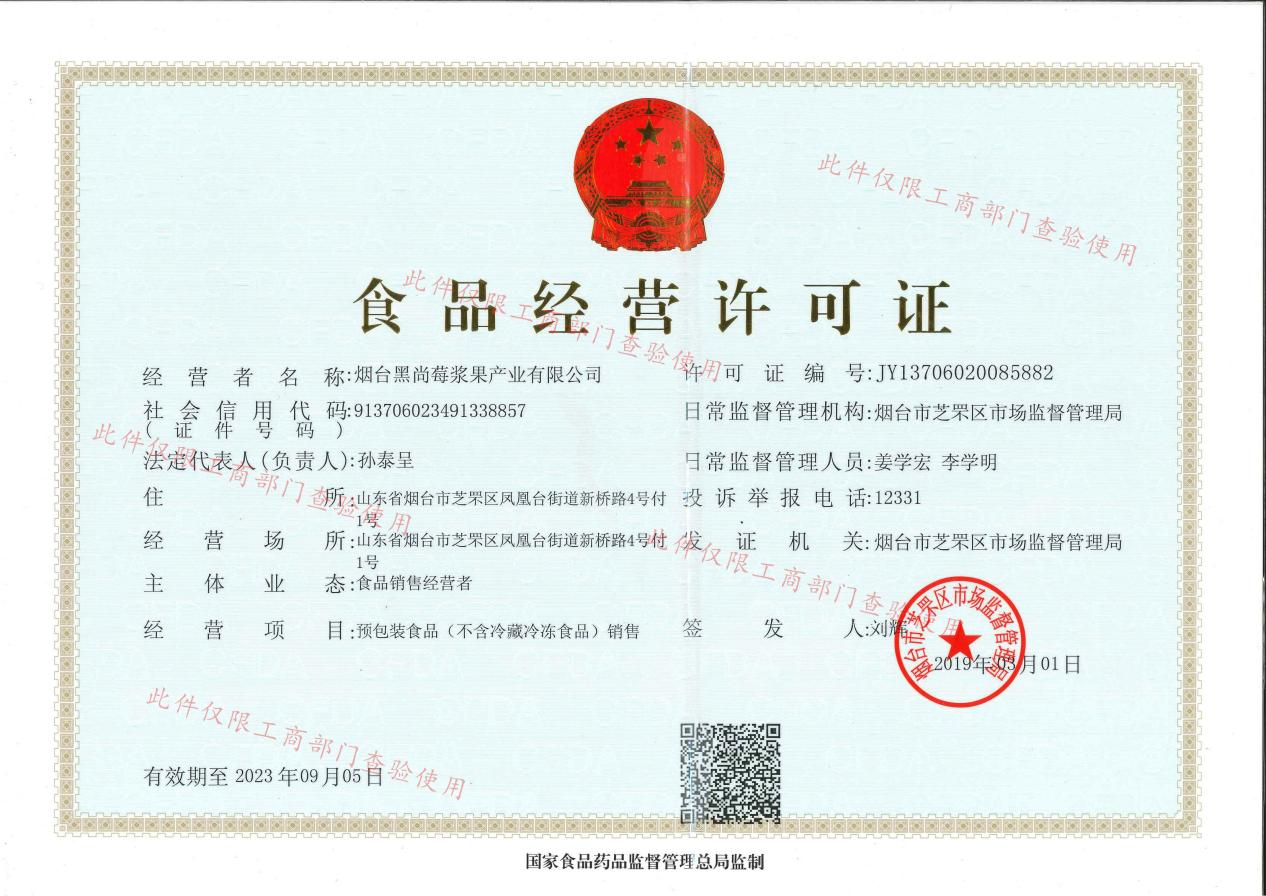 食品经营许可证
经营者名称:烟台黑尚莓浆果产业有限公司
社会信用代码:913706023491338857
(证件号码)
法定代表人(负责人):孙泰呈
住所:山东省烟台市芝罘区凤凰台街道新桥路4号付
1号
经营场所:山东省烟台市芝罘区凤凰台街道新桥路4号付
1号
主体业态:食品销售经营者
经营项目:预包装食品（不含冷藏冷冻食品）销售
有效期至 2023 年09 月05 日
许可证编号:JY13706020085882
日常监督管理机构:烟台市芝罘区市场监督管理局
日常监督管理人员:姜学宏 李学明
投诉举报电话:12331
发证机关:烟台市芝罘区市场监督管理局
签发人:刘辉
2019年03月01日
烟台市芝罘区市场监督管理局
国家食品药品监督管理总局监制
此件仅限工商部门查验使用
此件仅限工商部门查验使用
此件仅限工商部门查验使用
此件仅限工商部门查验使用
此件仅限工商部门查验使用